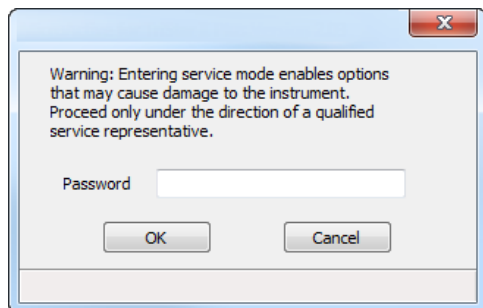 Warning: Entering service mode enables options
that may cause damage to the instrument.
Proceed only under the direction of a qualified
service representative.
Password
OK
Cancel